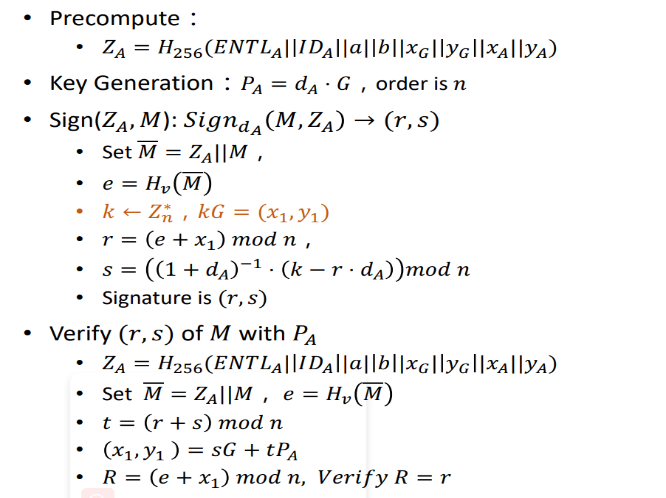 • Precompute：
• Z_A = H_256(ENTL_A||ID_A||a||b||x_G||y_G||x_A||y_A)
• Key Generation：P_A = d_A · G , order is n
• Sign(Z_A, M): Sign_{d_A}(M, Z_A) → (r, s)
• Set M̅ = Z_A||M ,
• e = H_v(M̅)
• k ← Z_n^* , kG = (x_1, y_1)
• r = (e + x_1) mod n ,
• s = ((1 + d_A)^{-1} · (k − r · d_A)) mod n
• Signature is (r, s)
• Verify (r, s) of M with P_A
• Z_A = H_256(ENTL_A||ID_A||a||b||x_G||y_G||x_A||y_A)
• Set M̅ = Z_A||M , e = H_v(M̅)
• t = (r + s) mod n
• (x_1, y_1) = sG + tP_A
• R = (e + x_1) mod n, Verify R = r